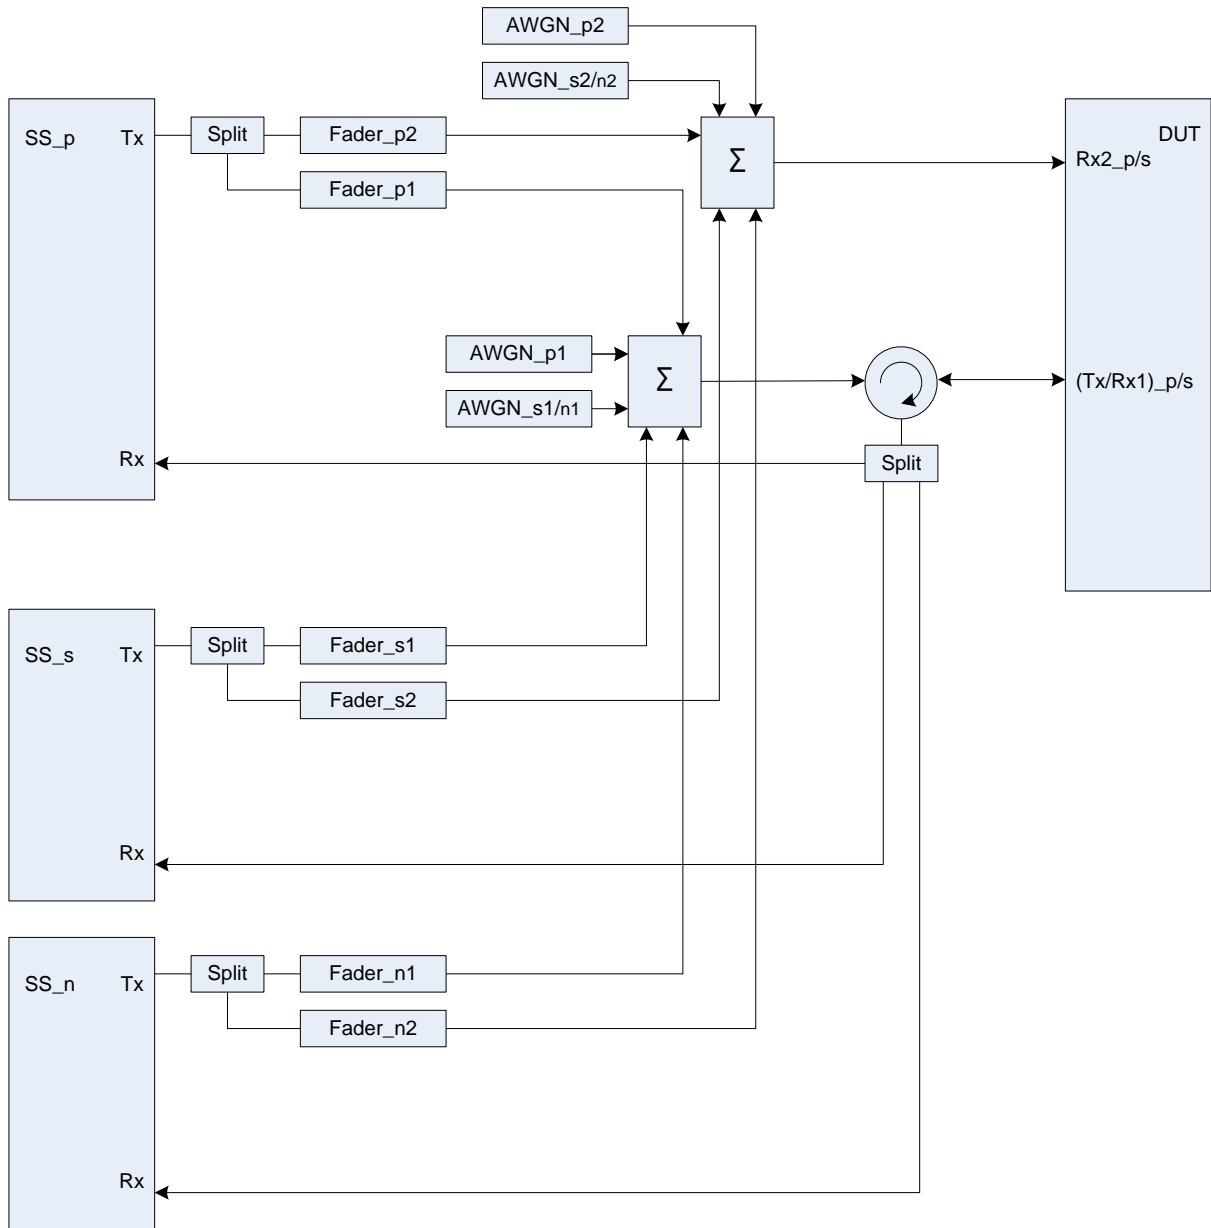 AWGN_p2
AWGN_s2/n2
SS_p
Tx
Split
Fader_p2
Σ
DUT
Rx2_p/s
Fader_p1
AWGN_p1
Σ
(Tx/Rx1)_p/s
AWGN_s1/n1
Rx
Split
SS_s
Tx
Split
Fader_s1
Fader_s2
Rx
SS_n
Tx
Split
Fader_n1
Fader_n2
Rx